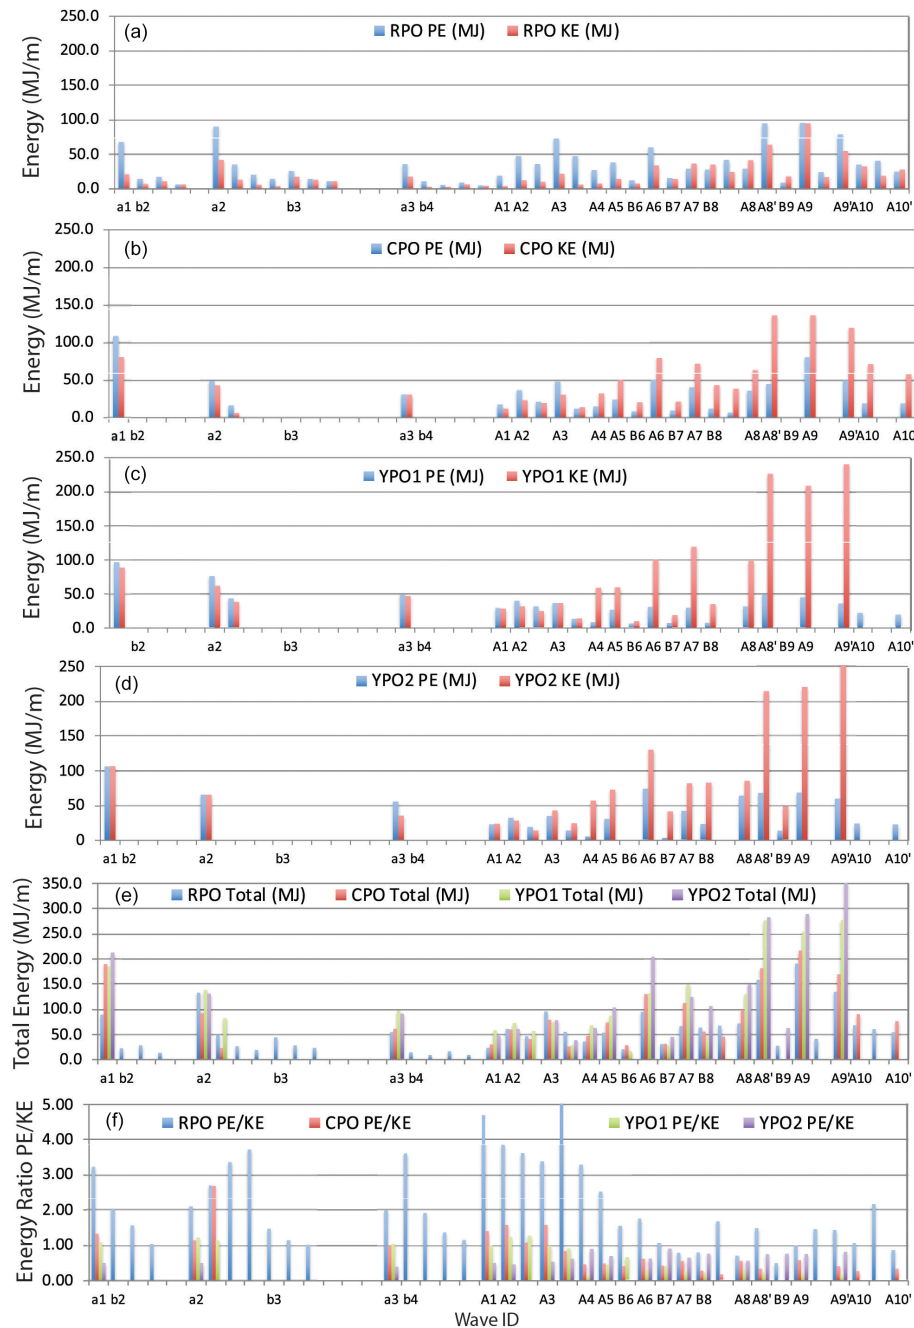 (a) RPO PE (MJ) RPO KE (MJ)
Energy (MJ/m)
250.0
200.0
150.0
100.0
50.0
0.0
a1 b2 a2 b3 a3 b4 A1 A2 A3 A4 A5 B6 A6 B7 A7 B8 A8 A8' B9 A9 A9' A10 A10'
(b) CPO PE (MJ) CPO KE (MJ)
Energy (MJ/m)
250.0
200.0
150.0
100.0
50.0
0.0
a1 b2 a2 b3 a3 b4 A1 A2 A3 A4 A5 B6 A6 B7 A7 B8 A8 A8' B9 A9 A9' A10 A10'
(c) YPO1 PE (MJ) YPO1 KE (MJ)
Energy (MJ/m)
250.0
200.0
150.0
100.0
50.0
0.0
b2 a2 b3 a3 b4 A1 A2 A3 A4 A5 B6 A6 B7 A7 B8 A8 A8' B9 A9 A9' A10 A10'
(d) YPO2 PE (MJ) YPO2 KE (MJ)
Energy (MJ/m)
250
200
150
100
50
0
a1 b2 a2 b3 a3 b4 A1 A2 A3 A4 A5 B6 A6 B7 A7 B8 A8 A8' B9 A9 A9' A10 A10'
(e) RPO Total (MJ) CPO Total (MJ) YPO1 Total (MJ) YPO2 Total (MJ)
Total Energy (MJ/m)
350.0
300.0
250.0
200.0
150.0
100.0
50.0
0.0
a1 b2 a2 b3 a3 b4 A1 A2 A3 A4 A5 B6 A6 B7 A7 B8 A8 A8' B9 A9 A9' A10 A10'
(f) RPO PE/KE CPO PE/KE YPO1 PE/KE YPO2 PE/KE
Energy Ratio PE/KE
5.00
4.00
3.00
2.00
1.00
0.00
a1 b2 a2 b3 a3 b4 A1 A2 A3 A4 A5 B6 A6 B7 A7 B8 A8 A8' B9 A9 A9' A10 A10'
Wave ID